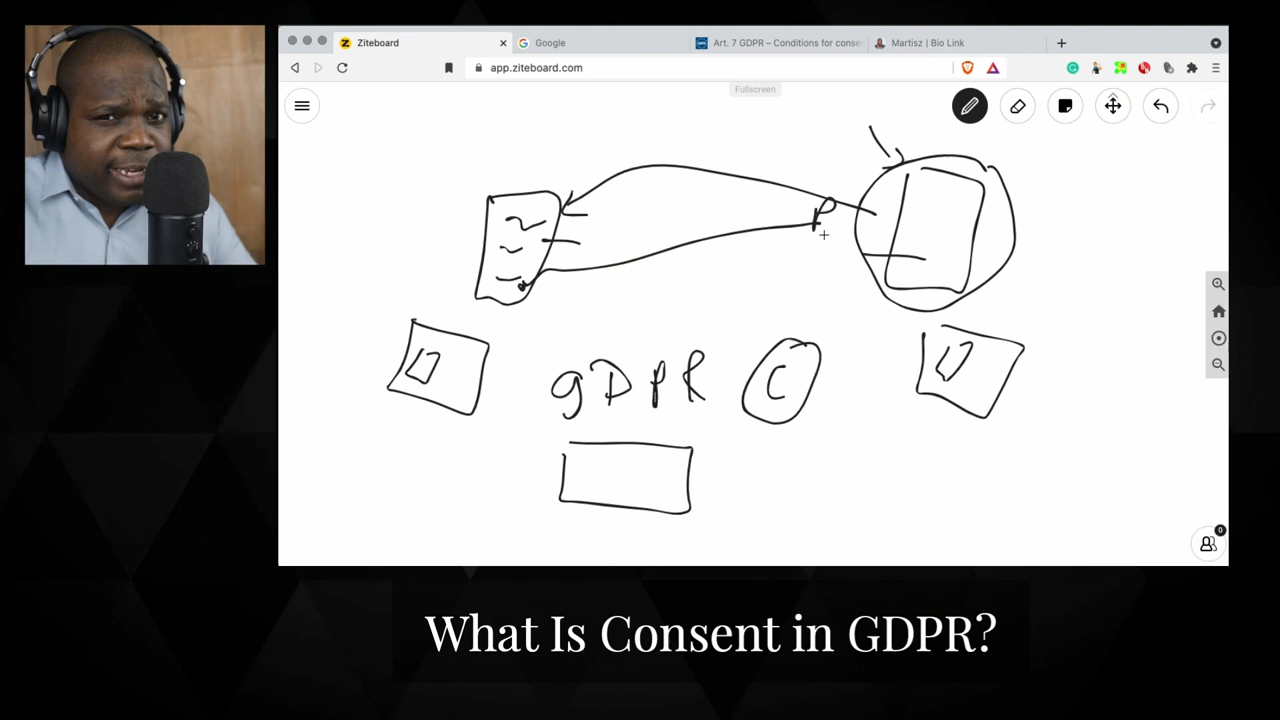 Ziteboard
Google
Art. 7 GDPR – Conditions for conse
Martisz | Bio Link
app.ziteboard.com
Fullscreen
P
gDPR C
0
What Is Consent in GDPR?